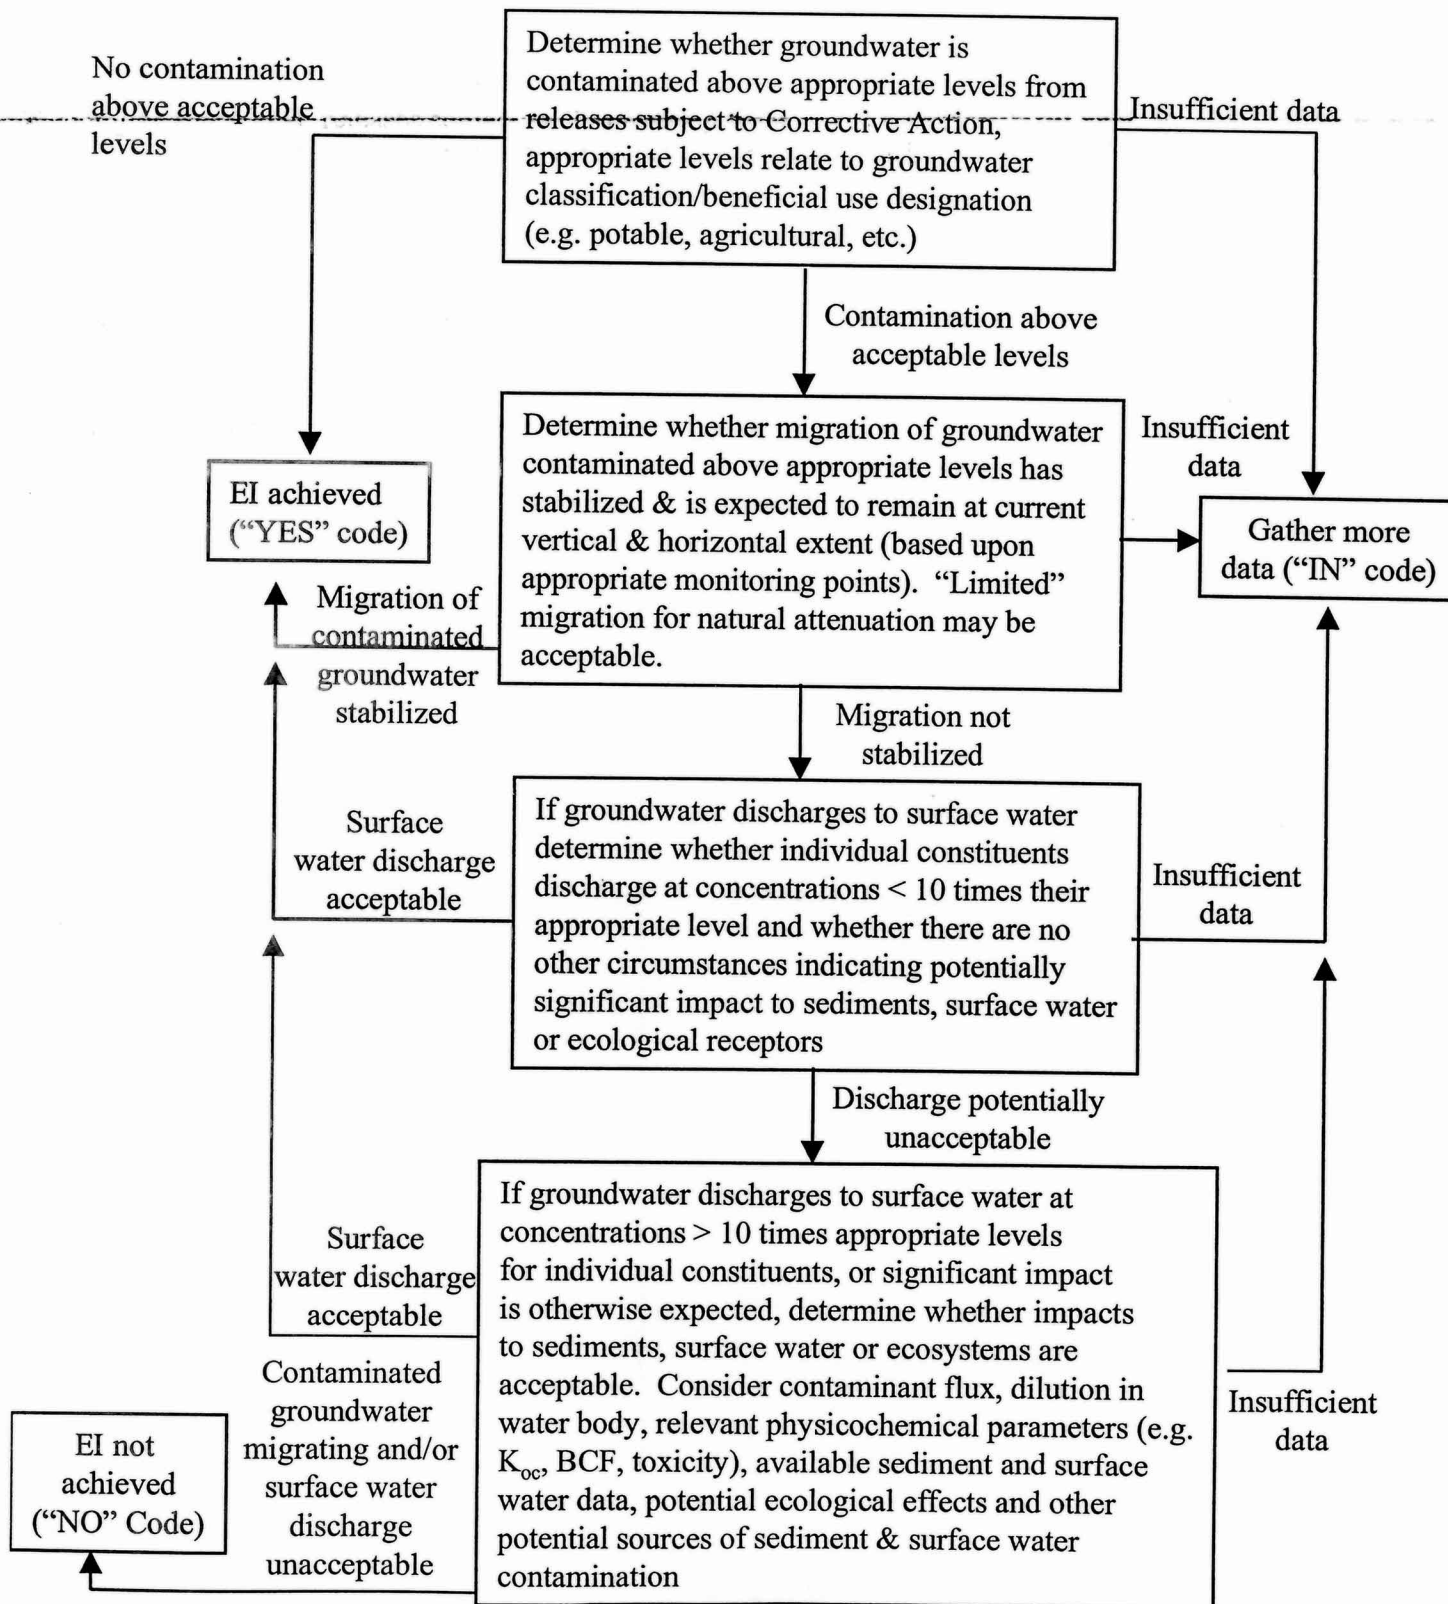 No contamination
above acceptable
levels
Determine whether groundwater is
contaminated above appropriate levels from
releases subject to Corrective Action,
appropriate levels relate to groundwater
classification/beneficial use designation
(e.g. potable, agricultural, etc.)
Insufficient data
Contamination above
acceptable levels
EI achieved
(“YES” code)
Determine whether migration of groundwater
contaminated above appropriate levels has
stabilized & is expected to remain at current
vertical & horizontal extent (based upon
appropriate monitoring points). “Limited”
migration for natural attenuation may be
acceptable.
Insufficient
data
Gather more
data (“IN” code)
Migration of
contaminated
groundwater
stabilized
Migration not
stabilized
Surface
water discharge
acceptable
If groundwater discharges to surface water
determine whether individual constituents
discharge at concentrations < 10 times their
appropriate level and whether there are no
other circumstances indicating potentially
significant impact to sediments, surface water
or ecological receptors
Insufficient
data
Discharge potentially
unacceptable
Surface
water discharge
acceptable
If groundwater discharges to surface water at
concentrations > 10 times appropriate levels
for individual constituents, or significant impact
is otherwise expected, determine whether impacts
to sediments, surface water or ecosystems are
acceptable. Consider contaminant flux, dilution in
water body, relevant physicochemical parameters (e.g.
Koc, BCF, toxicity), available sediment and surface
water data, potential ecological effects and other
potential sources of sediment & surface water
contamination
Insufficient
data
Contaminated
groundwater
migrating and/or
surface water
discharge
unacceptable
EI not
achieved
(“NO” Code)